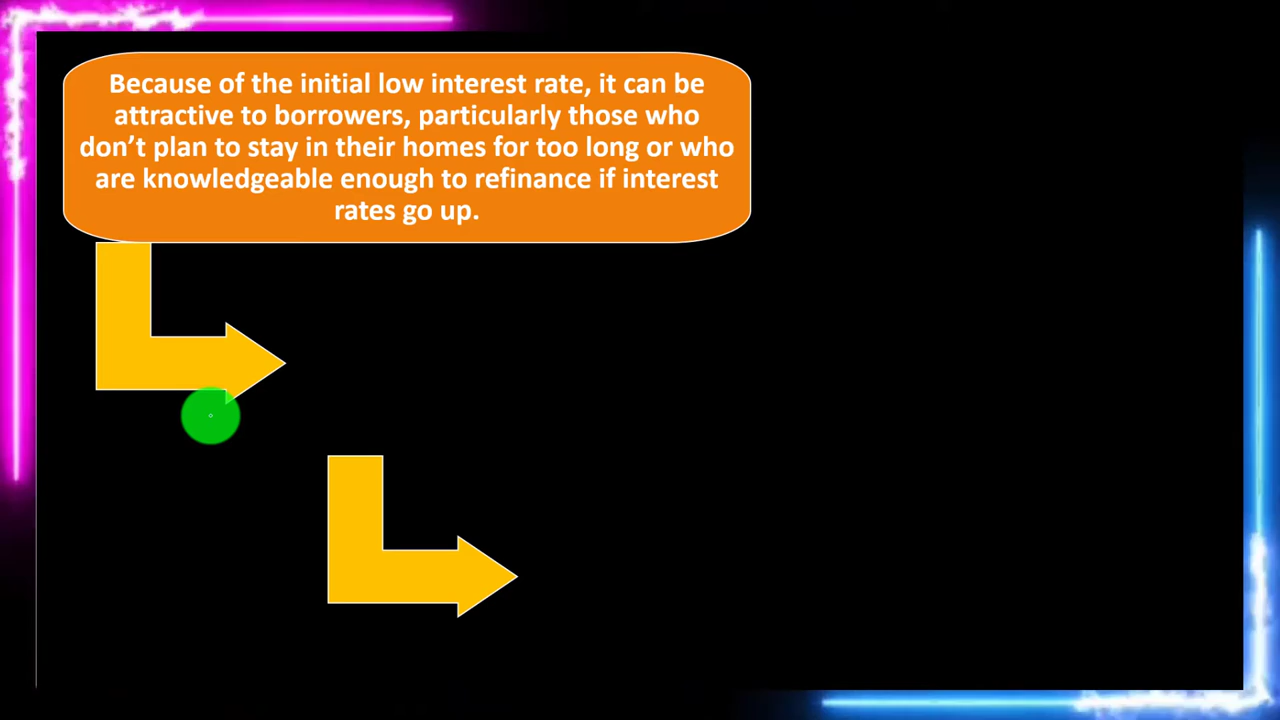 Because of the initial low interest rate, it can be
attractive to borrowers, particularly those who
don’t plan to stay in their homes for too long or who
are knowledgeable enough to refinance if interest
rates go up.